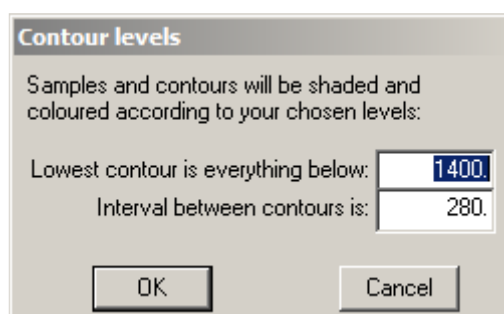 Contour levels
Samples and contours will be shaded and
coloured according to your chosen levels:
Lowest contour is everything below: 1400.
Interval between contours is: 280.
OK Cancel